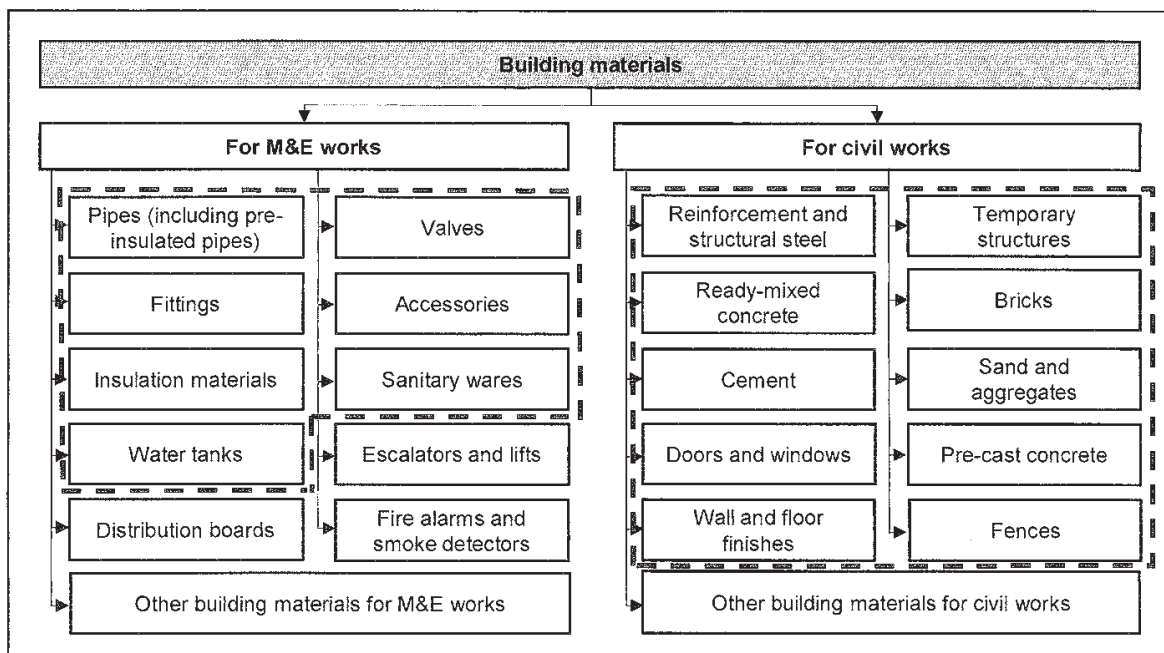 Building materials
For M&E works
Pipes (including pre-
insulated pipes)
Valves
Fittings
Accessories
Insulation materials
Sanitary wares
Water tanks
Escalators and lifts
Distribution boards
Fire alarms and
smoke detectors
Other building materials for M&E works
For civil works
Reinforcement and
structural steel
Temporary
structures
Ready-mixed
concrete
Bricks
Cement
Sand and
aggregates
Doors and windows
Pre-cast concrete
Wall and floor
finishes
Fences
Other building materials for civil works